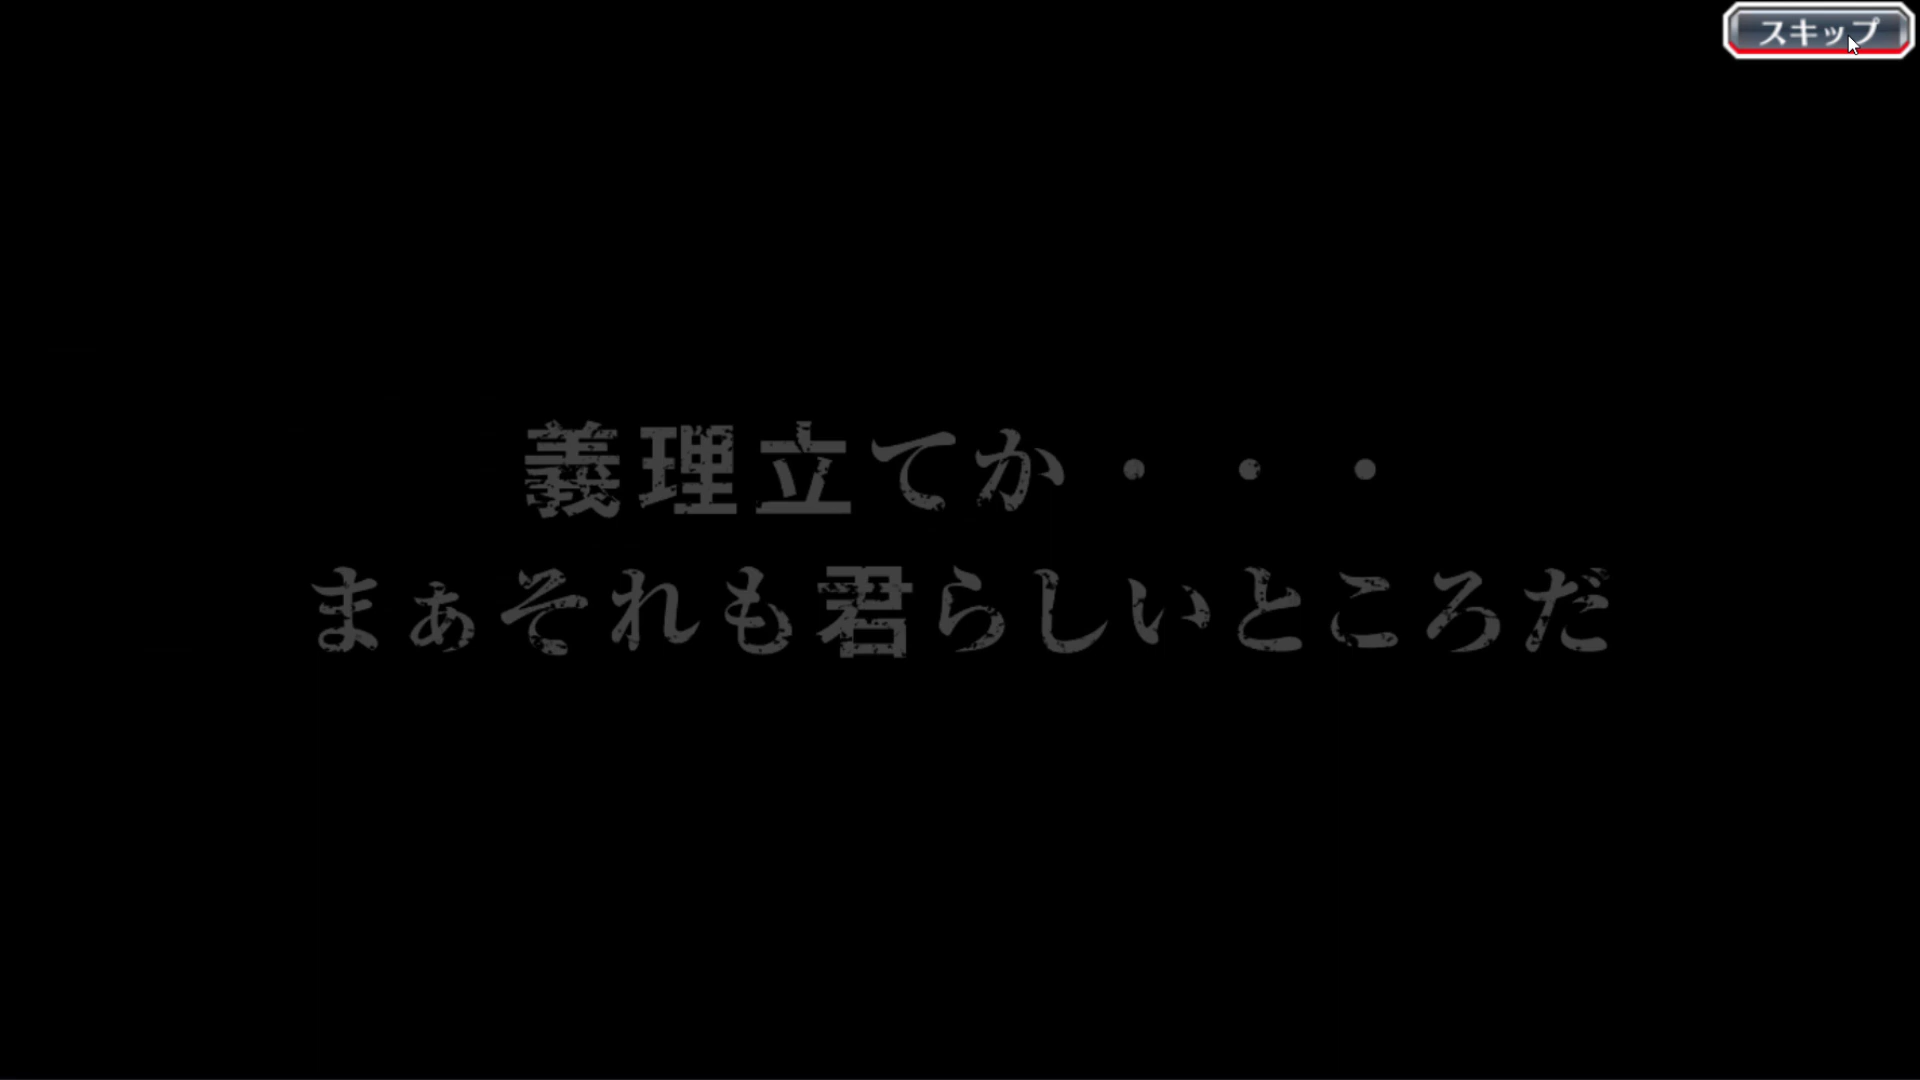 スキップ
義理立てか・・・
まぁそれも君らしいところだ